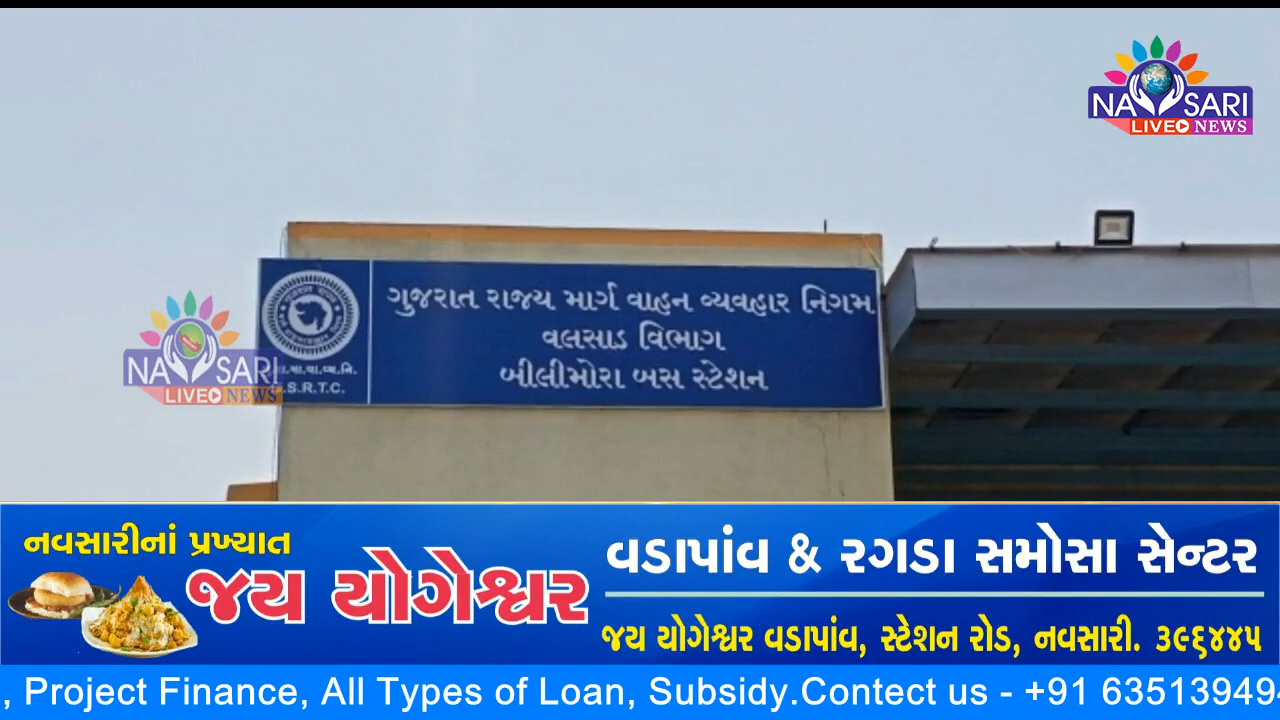 NAVSARI
LIVE NEWS
ગુજરાત રાજ્ય માર્ગ વાહન વ્યવહાર નિગમ
વલસાડ વિભાગ
બીલીમોરા બસ સ્ટેશન
.મા.વા.વ્ય.નિ.
.S.R.T.C.
NAVSARI
LIVE NEWS
નવસારીનાં પ્રખ્યાત
જય યોગેશ્વર
વડાપાંવ & રગડા સમોસા સેન્ટર
જય યોગેશ્વર વડાપાંવ, સ્ટેશન રોડ, નવસારી. ૩૯૬૪૪૫
, Project Finance, All Types of Loan, Subsidy.Contect us - +91 63513949